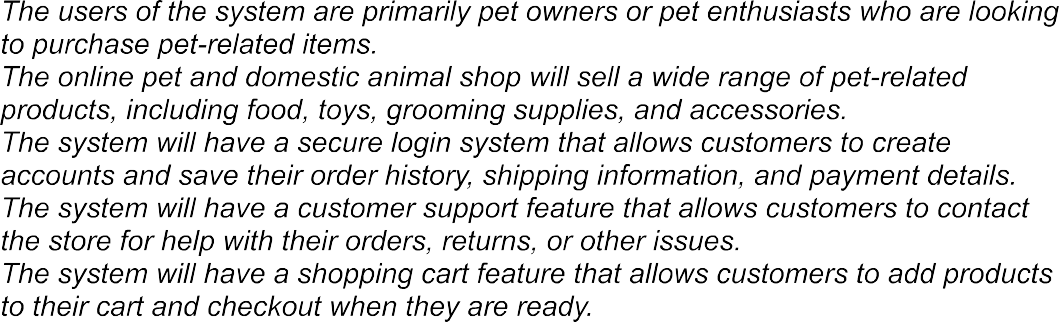 The users of the system are primarily pet owners or pet enthusiasts who are looking
to purchase pet-related items.
The online pet and domestic animal shop will sell a wide range of pet-related
products, including food, toys, grooming supplies, and accessories.
The system will have a secure login system that allows customers to create
accounts and save their order history, shipping information, and payment details.
The system will have a customer support feature that allows customers to contact
the store for help with their orders, returns, or other issues.
The system will have a shopping cart feature that allows customers to add products
to their cart and checkout when they are ready.